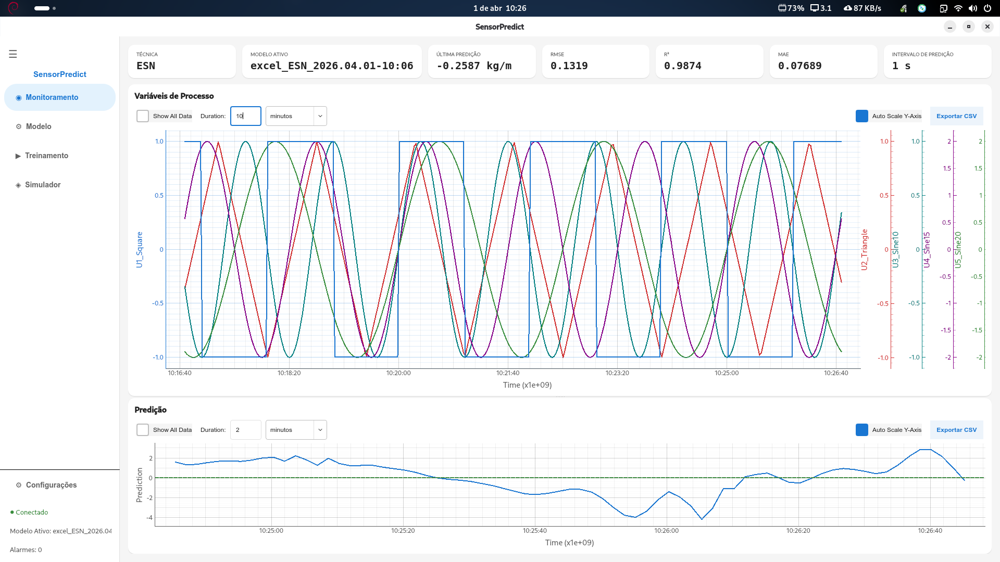 1 de abr 10:26
73% 3.1 87 KB/s
SensorPredict
SensorPredict
Monitoramento
Modelo
Treinamento
Simulador
Configurações
Conectado
Modelo Ativo: excel_ESN_2026.04
Alarmes: 0
TÉCNICA
ESN
MODELO ATIVO
excel_ESN_2026.04.01-10:06
ÚLTIMA PREDIÇÃO
-0.2587 kg/m
RMSE
0.1319
R²
0.9874
MAE
0.07689
INTERVALO DE PREDIÇÃO
1 s
Variáveis de Processo
Show All Data Duration: 10 minutos Auto Scale Y-Axis Exportar CSV
U1_Square
1.0
0.5
0
-0.5
-1.0
10:16:40 10:18:20 10:20:00 10:21:40 10:23:20 10:25:00 10:26:40
Time (x1e+09)
U2_Triangle
1.0
0.5
0
-0.5
-1.0
U3_SIne10
1.0
0.5
0
-0.5
-1.0
U4_SIne15
2
1.5
1
0.5
0
-0.5
-1
-1.5
-2
U5_SIne20
2
1.5
1
0.5
0
-0.5
-1
-1.5
-2
Predição
Show All Data Duration: 2 minutos Auto Scale Y-Axis Exportar CSV
Prediction
2
0
-2
-4
10:25:00 10:25:20 10:25:40 10:26:00 10:26:20 10:26:40
Time (x1e+09)